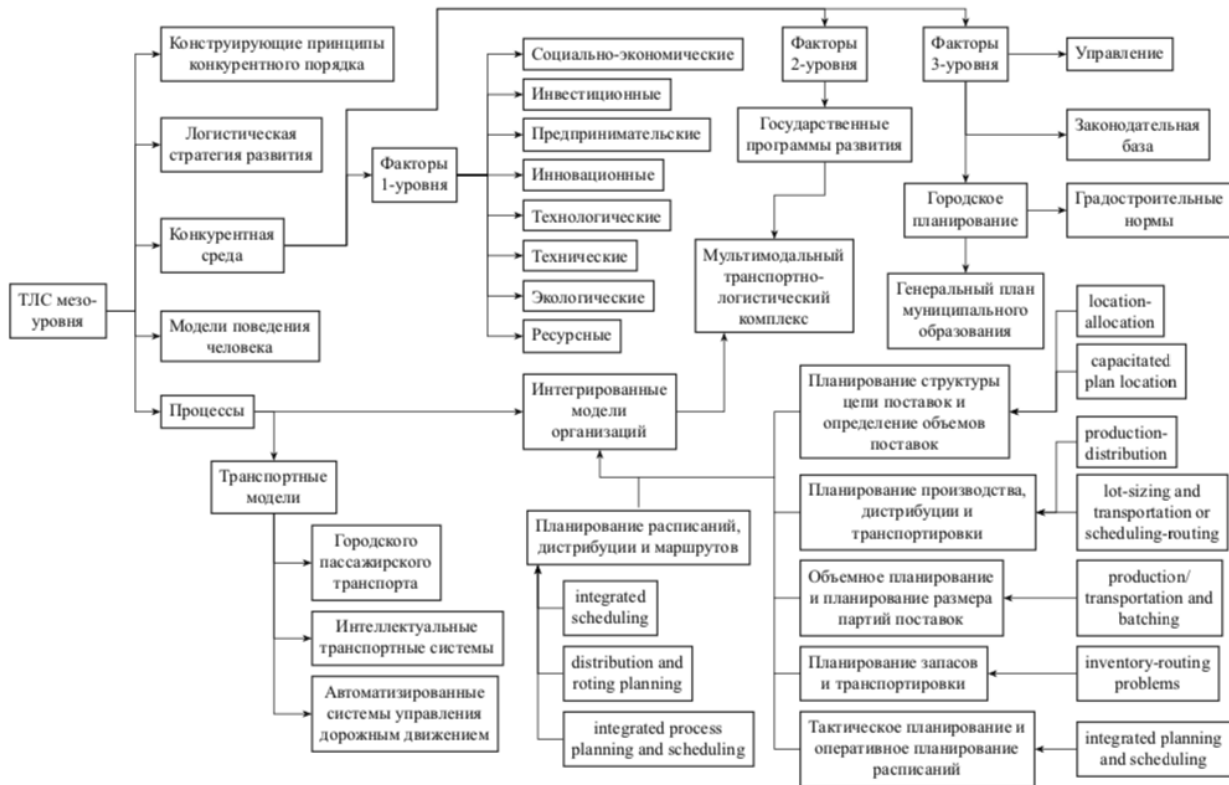 Конструирующие принципы
конкурентного порядка
Логистическая
стратегия развития
Конкурентная
среда
ТЛС мезо-
уровня
Модели поведения
человека
Процессы
Факторы
1-уровня
Социально-экономические
Инвестиционные
Предпринимательские
Инновационные
Технологические
Технические
Экологические
Ресурсные
Факторы
2-уровня
Государственные
программы развития
Мультимодальный
транспортно-
логистический
комплекс
Факторы
3-уровня
Управление
Законодательная
база
Городское
планирование
Градостроительные
нормы
Генеральный план
муниципального
образования
Интегрированные
модели
организаций
Транспортные
модели
Городского
пассажирского
транспорта
Интеллектуальные
транспортные системы
Автоматизированные
системы управления
дорожным движением
Планирование расписаний,
дистрибуции и маршрутов
integrated
scheduling
distribution and
roting planning
integrated process
planning and scheduling
Планирование структуры
цепи поставок и
определение объемов
поставок
location-
allocation
capacitated
plan location
Планирование производства,
дистрибуции и
транспортировки
production-
distribution
lot-sizing and
transportation or
scheduling-routing
Объемное планирование
и планирование размера
партий поставок
production/
transportation and
batching
Планирование запасов
и транспортировки
inventory-routing
problems
Тактическое планирование и
оперативное планирование
расписаний
integrated planning
and scheduling